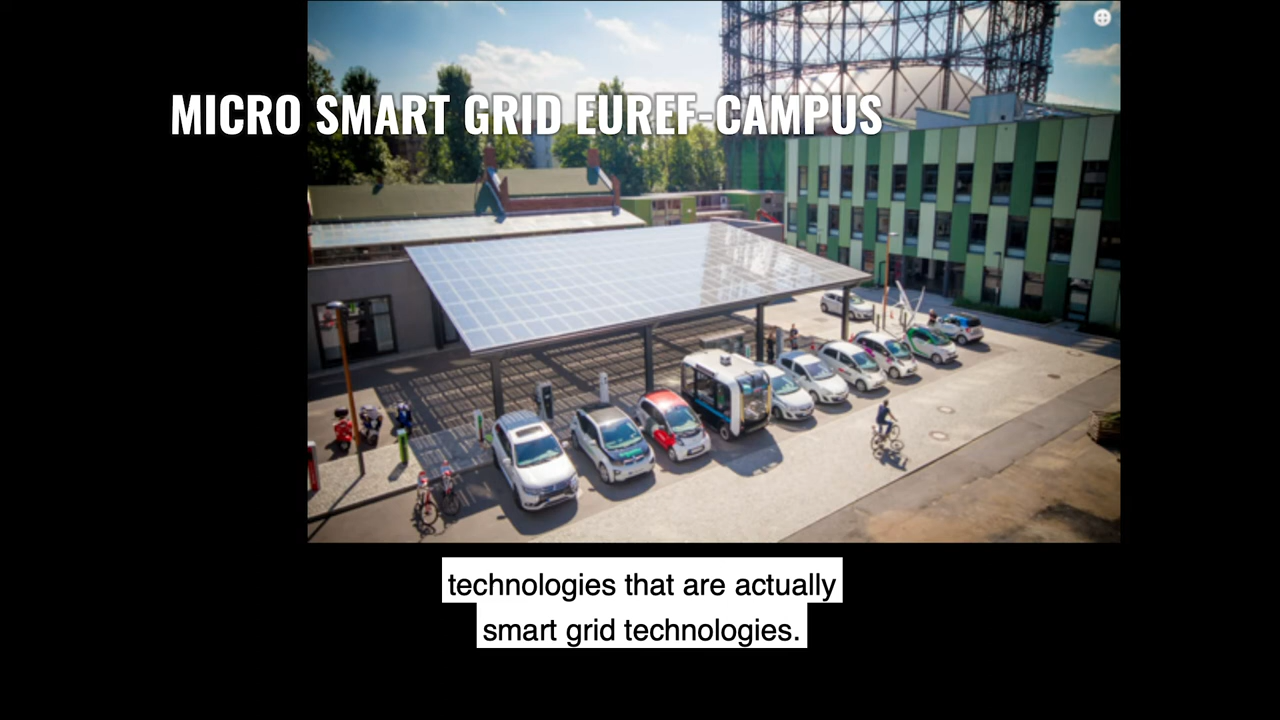 MICRO SMART GRID EUREF-CAMPUS
technologies that are actually
smart grid technologies.